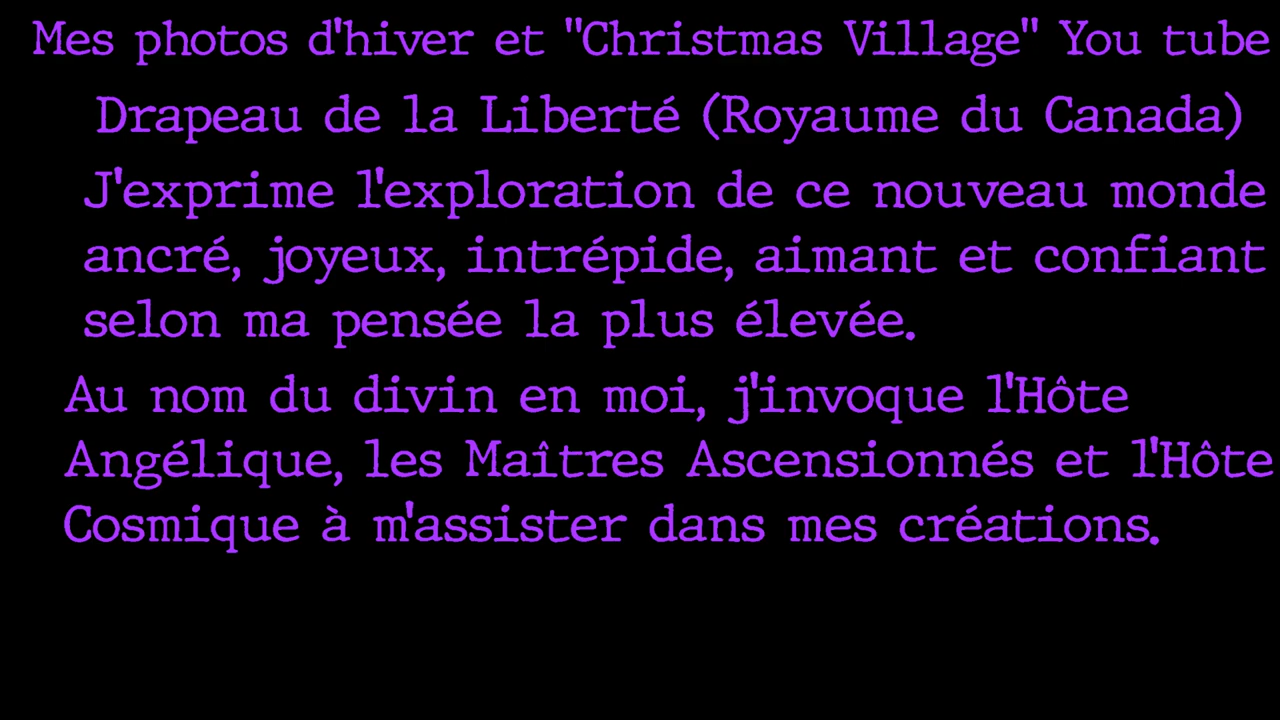 Mes photos d'hiver et "Christmas Village" You tube
Drapeau de la Liberté (Royaume du Canada)
J'exprime l'exploration de ce nouveau monde
ancré, joyeux, intrépide, aimant et confiant
selon ma pensée la plus élevée.
Au nom du divin en moi, j'invoque l'Hôte
Angélique, les Maîtres Ascensionnés et l'Hôte
Cosmique à m'assister dans mes créations.